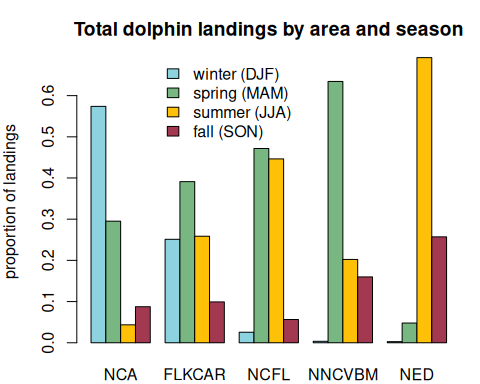 Total dolphin landings by area and season
winter (DJF)
spring (MAM)
summer (JJA)
fall (SON)
proportion of landings
0.6
0.5
0.4
0.3
0.2
0.1
0.0
NCA FLKCAR NCFL NNCVBM NED